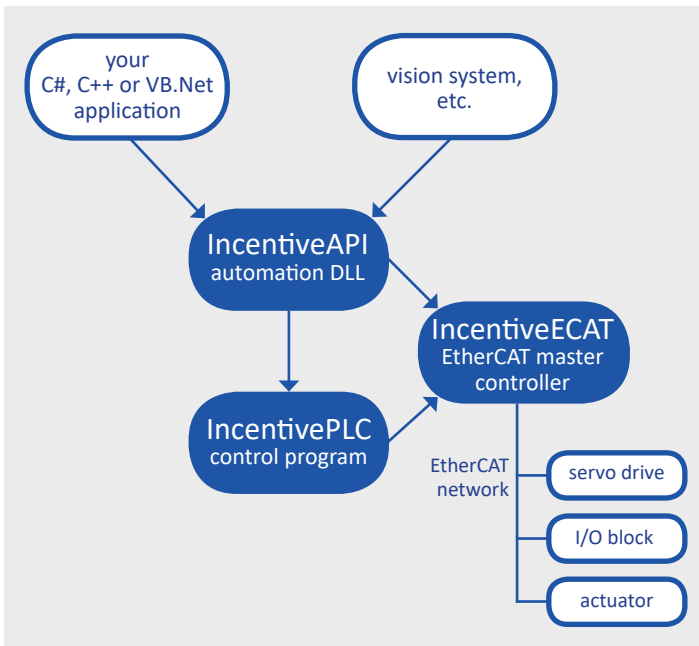 your
C#, C++ or VB.Net
application
vision system,
etc.
IncentiveAPI
automation DLL
IncentiveECAT
EtherCAT master
controller
IncentivePLC
control program
EtherCAT
network
servo drive
I/O block
actuator